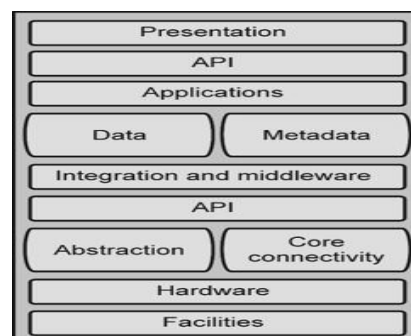 Presentation
API
Applications
Data
Metadata
Integration and middleware
API
Abstraction
Core
connectivity
Hardware
Facilities